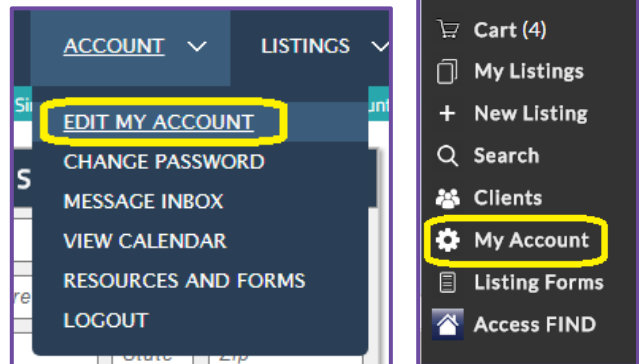 ACCOUNT
LISTINGS
EDIT MY ACCOUNT
CHANGE PASSWORD
MESSAGE INBOX
VIEW CALENDAR
RESOURCES AND FORMS
LOGOUT
State
Zip
Cart (4)
My Listings
New Listing
Search
Clients
My Account
Listing Forms
Access FIND